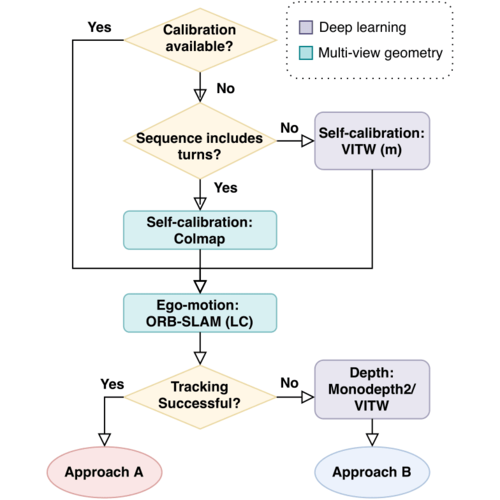 Calibration
available?
Yes
Deep learning
Multi-view geometry
No
Sequence includes
turns?
No
Self-calibration:
VITW (m)
Yes
Self-calibration:
Colmap
Ego-motion:
ORB-SLAM (LC)
Yes
Tracking
Successful?
No
Depth:
Monodepth2/
VITW
Approach A
Approach B